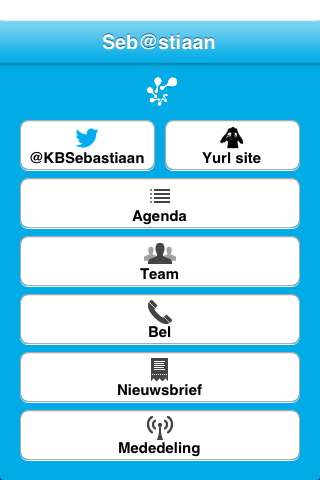 Seb@stiaan
@KBSebastiaan
Yurl site
Agenda
Team
Bel
Nieuwsbrief
Mededeling